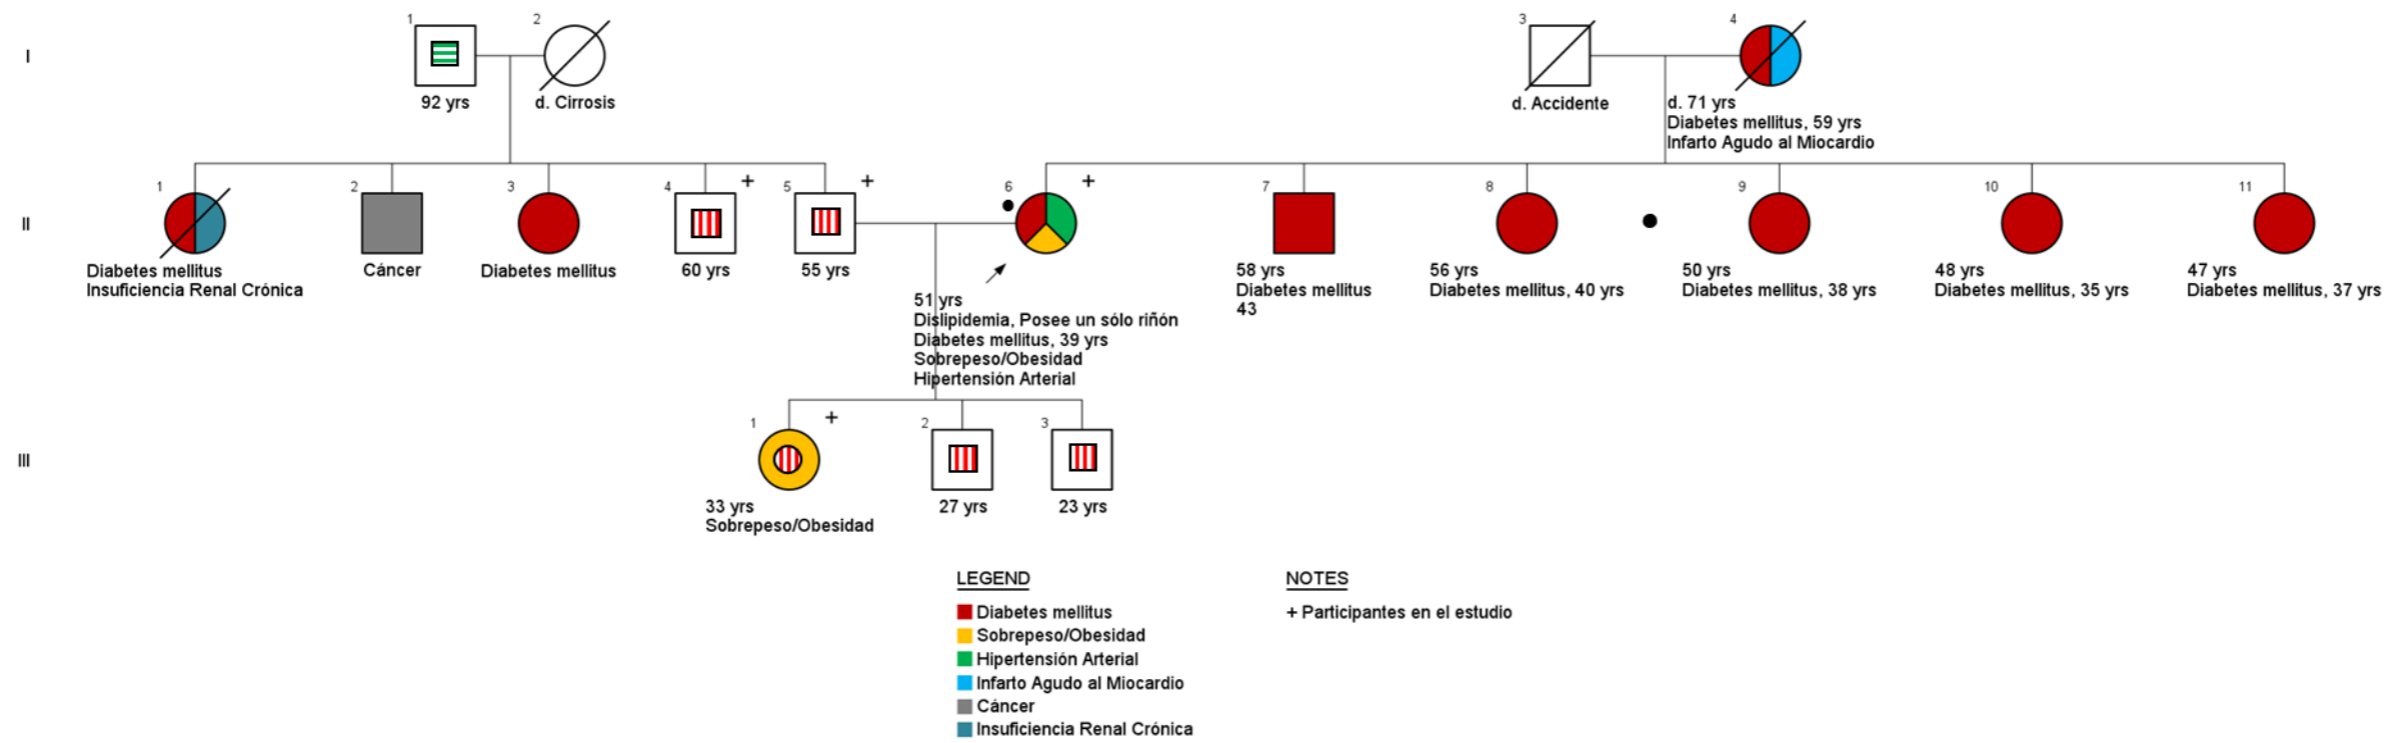 1
2
3
4
I
92 yrs
d. Cirrosis
d. Accidente
d. 71 yrs
Diabetes mellitus, 59 yrs
Infarto Agudo al Miocardio
1
2
3
4
+
5
+
6
+
7
8
9
10
11
II
Diabetes mellitus
Insuficiencia Renal Crónica
Cáncer
Diabetes mellitus
60 yrs
55 yrs
51 yrs
Dislipidemia, Posee un sólo riñón
Diabetes mellitus, 39 yrs
Sobrepeso/Obesidad
Hipertensión Arterial
58 yrs
Diabetes mellitus
43
56 yrs
Diabetes mellitus, 40 yrs
50 yrs
Diabetes mellitus, 38 yrs
48 yrs
Diabetes mellitus, 35 yrs
47 yrs
Diabetes mellitus, 37 yrs
1
+
2
3
III
33 yrs
Sobrepeso/Obesidad
27 yrs
23 yrs
LEGEND
Diabetes mellitus
Sobrepeso/Obesidad
Hipertensión Arterial
Infarto Agudo al Miocardio
Cáncer
Insuficiencia Renal Crónica
NOTES
+ Participantes en el estudio